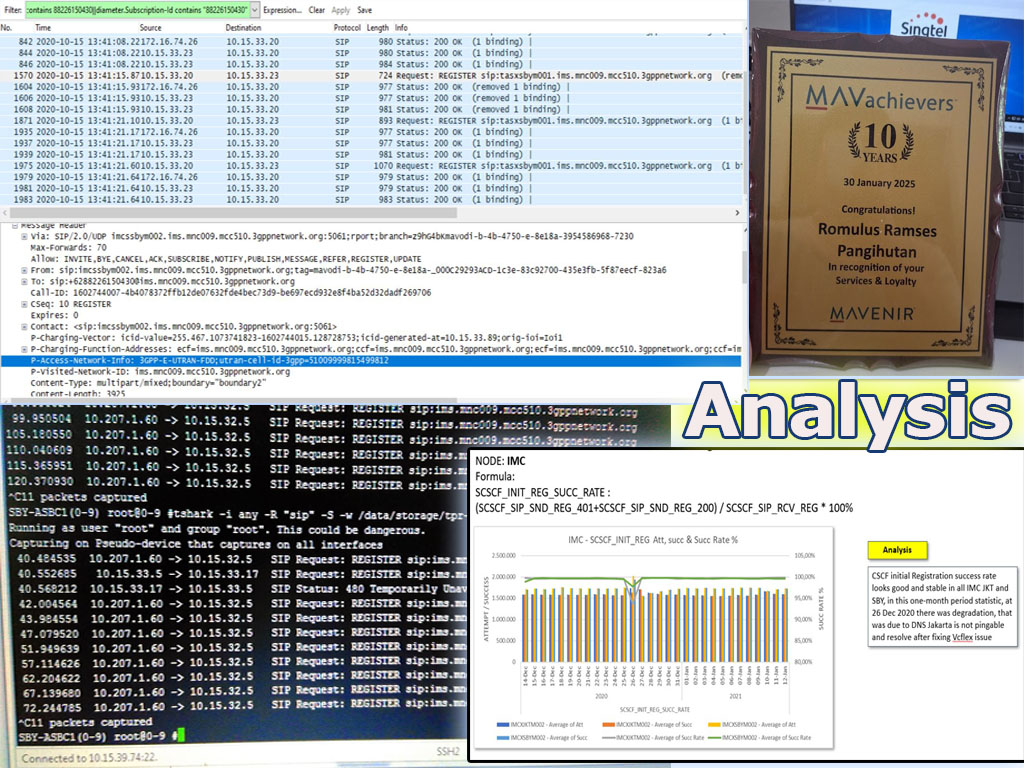 Filter: contains 88226150430||diameter.Subscription-Id contains "88226150430" Expression... Clear Apply Save
No. Time Source Destination Protocol Length Info
842 2020-10-15 13:41:08.22 172.16.74.26 10.15.33.20 SIP 980 Status: 200 OK (1 binding) |
844 2020-10-15 13:41:08.22 10.15.33.23 10.15.33.20 SIP 980 Status: 200 OK (1 binding) |
846 2020-10-15 13:41:08.22 10.15.33.23 10.15.33.20 SIP 984 Status: 200 OK (1 binding) |
1570 2020-10-15 13:41:15.87 10.15.33.20 10.15.33.23 SIP 724 Request: REGISTER sip:tasxsbym001.ims.mnc009.mcc510.3gppnetwork.org (remo
1604 2020-10-15 13:41:15.93 172.16.74.26 10.15.33.20 SIP 977 Status: 200 OK (removed 1 binding) |
1606 2020-10-15 13:41:15.93 10.15.33.23 10.15.33.20 SIP 977 Status: 200 OK (removed 1 binding) |
1608 2020-10-15 13:41:15.93 10.15.33.23 10.15.33.20 SIP 981 Status: 200 OK (removed 1 binding) |
1871 2020-10-15 13:41:21.10 10.15.33.20 10.15.33.23 SIP 893 Request: REGISTER sip:tasxsbym001.ims.mnc009.mcc510.3gppnetwork.org (1 b
1935 2020-10-15 13:41:21.17 172.16.74.26 10.15.33.20 SIP 977 Status: 200 OK (1 binding) |
1937 2020-10-15 13:41:21.17 10.15.33.23 10.15.33.20 SIP 977 Status: 200 OK (1 binding) |
1939 2020-10-15 13:41:21.17 10.15.33.23 10.15.33.20 SIP 981 Status: 200 OK (1 binding) |
1975 2020-10-15 13:41:21.60 10.15.33.20 10.15.33.23 SIP 1070 Request: REGISTER sip:tasxsbym001.ims.mnc009.mcc510.3gppnetwork.org (1 b
1979 2020-10-15 13:41:21.64 172.16.74.26 10.15.33.20 SIP 979 Status: 200 OK (1 binding) |
1981 2020-10-15 13:41:21.64 10.15.33.23 10.15.33.20 SIP 979 Status: 200 OK (1 binding) |
1983 2020-10-15 13:41:21.64 10.15.33.23 10.15.33.20 SIP 983 Status: 200 OK (1 binding) |
Message Header
Via: SIP/2.0/UDP imcssbym002.ims.mnc009.mcc510.3gppnetwork.org:5061;rport;branch=z9hG4bKmavodi-b-4b-4750-e-8e18a-3954586968-7230
Max-Forwards: 70
Allow: INVITE,BYE,CANCEL,ACK,SUBSCRIBE,NOTIFY,PUBLISH,MESSAGE,REFER,REGISTER,UPDATE
From: sip:imcssbym002.ims.mnc009.mcc510.3gppnetwork.org;tag=mavodi-b-4b-4750-e-8e18a-_000C29293ACD-1c3e-83c92700-435e3fb-5f87eecf-823a6
To: sip:+6288226150430@ims.mnc009.mcc510.3gppnetwork.org
Call-ID: 1602744007-4b4078372ffb12de07632fde4bec73d9-be697ecd932e8f4ba52d32dadf269706
CSeq: 10 REGISTER
Expires: 0
Contact: <sip:imcssbym002.ims.mnc009.mcc510.3gppnetwork.org:5061>
P-Charging-Vector: icid-value=255.467.1073741823-1602744015.128728753;icid-generated-at=10.15.33.89;orig-ioi=Ioi1
P-Charging-Function-Addresses: ecf=ims.mnc009.mcc510.3gppnetwork.org;ccf=ims.mnc009.mcc510.3gppnetwork.org;ecf=ims.mnc009.mcc510.3gppnetwork.org;ccf=im
P-Access-Network-Info: 3GPP-E-UTRAN-FDD;utran-cell-id-3gpp=5100999815499812
P-Visited-Network-ID: ims.mnc009.mcc510.3gppnetwork.org
Content-Type: multipart/mixed;boundary="boundary2"
Content-Length: 3925
Singtel
MAVachievers
10
YEARS
30 January 2025
Congratulations!
Romulus Ramses
Pangihutan
In recognition of your
Services & Loyalty
MAVENIR
Analysis
99.950504 10.207.1.60 -> 10.15.32.5 SIP Request: REGISTER sip:ims.mnc009.mcc510.3gppnetwork.org
105.180550 10.207.1.60 -> 10.15.32.5 SIP Request: REGISTER sip:ims.mnc009.mcc510.3gppnetwork.org
110.040609 10.207.1.60 -> 10.15.32.5 SIP Request: REGISTER sip:ims.mnc009.mcc510.3gppnetwork.org
115.365951 10.207.1.60 -> 10.15.32.5 SIP Request: REGISTER sip:im
120.370930 10.207.1.60 -> 10.15.32.5 SIP Request: REGISTER sip:im
^C11 packets captured
SBY-ASBC1(0-9) root@0-9 #tshark -i any -R "sip" -S -w /data/storage/tpr-
Running as user "root" and group "root". This could be dangerous.
Capturing on Pseudo-device that captures on all interfaces
40.484535 10.207.1.60 -> 10.15.32.5 SIP Request: REGISTER sip:im
40.552685 10.15.33.5 -> 10.15.33.17 SIP Request: REGISTER sip:im
40.568212 10.15.33.17 -> 10.15.33.5 SIP Status: 480 Temporarily Unav
42.004564 10.207.1.60 -> 10.15.32.5 SIP Request: REGISTER sip:im
43.984554 10.207.1.60 -> 10.15.32.5 SIP Request: REGISTER sip:im
47.079520 10.207.1.60 -> 10.15.32.5 SIP Request: REGISTER sip:im
51.949639 10.207.1.60 -> 10.15.32.5 SIP Request: REGISTER sip:im
57.114626 10.207.1.60 -> 10.15.32.5 SIP Request: REGISTER sip:im
62.204622 10.207.1.60 -> 10.15.32.5 SIP Request: REGISTER sip:im
67.139680 10.207.1.60 -> 10.15.32.5 SIP Request: REGISTER sip:im
72.244785 10.207.1.60 -> 10.15.32.5 SIP Request: REGISTER sip:im
^C11 packets captured
SBY-ASBC1(0-9) root@0-9 #
Connected to 10.15.39.74:22. SSH2
NODE: IMC
Formula:
SCSCF_INIT_REG_SUCC_RATE :
(SCSCF_SIP_SND_REG_401+SCSCF_SIP_SND_REG_200) / SCSCF_SIP_RCV_REG * 100%
IMC - SCSCF_INIT_REG Att, succ & Succ Rate %
ATTEMPT / SUCCESS
2.500.000
2.000.000
1.500.000
1.000.000
500.000
0
105,00%
100,00%
95,00%
90,00%
85,00%
80,00%
SUCC RATE %
14-Dec 15-Dec 16-Dec 17-Dec 18-Dec 19-Dec 20-Dec 21-Dec 22-Dec 23-Dec 24-Dec 25-Dec 26-Dec 27-Dec 28-Dec 29-Dec 30-Dec 31-Dec 01-Jan 02-Jan 03-Jan 04-Jan 05-Jan 06-Jan 07-Jan 08-Jan 09-Jan 10-Jan 11-Jan 12-Jan
2020 2021
SCSCF_INIT_REG_SUCC_RATE
IMCXJKTM002 - Average of Att IMCXJKTM002 - Average of Succ IMCXSBYM002 - Average of Att
IMCXSBYM002 - Average of Succ IMCXJKTM002 - Average of Succ Rate IMCXSBYM002 - Average of Succ Rate
Analysis
CSCF initial Registration success rate
looks good and stable in all IMC JKT and
SBY, in this one-month period statistic, at
26 Dec 2020 there was degradation, that
was due to DNS Jakarta is not pingable
and resolve after fixing Vcflex issue